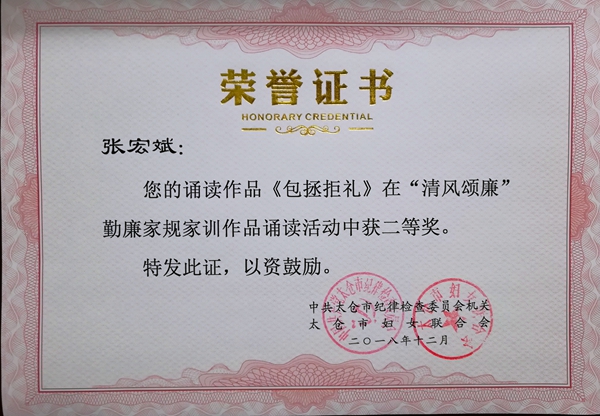 荣誉证书
HONORARY CREDENTIAL
张宏斌：
您的诵读作品《包拯拒礼》在“清风颂廉”
勤廉家规家训作品诵读活动中获二等奖。
特发此证，以资鼓励。
中共太仓市纪律检查委员会机关
太仓市妇女联合会
二〇一八年十二月